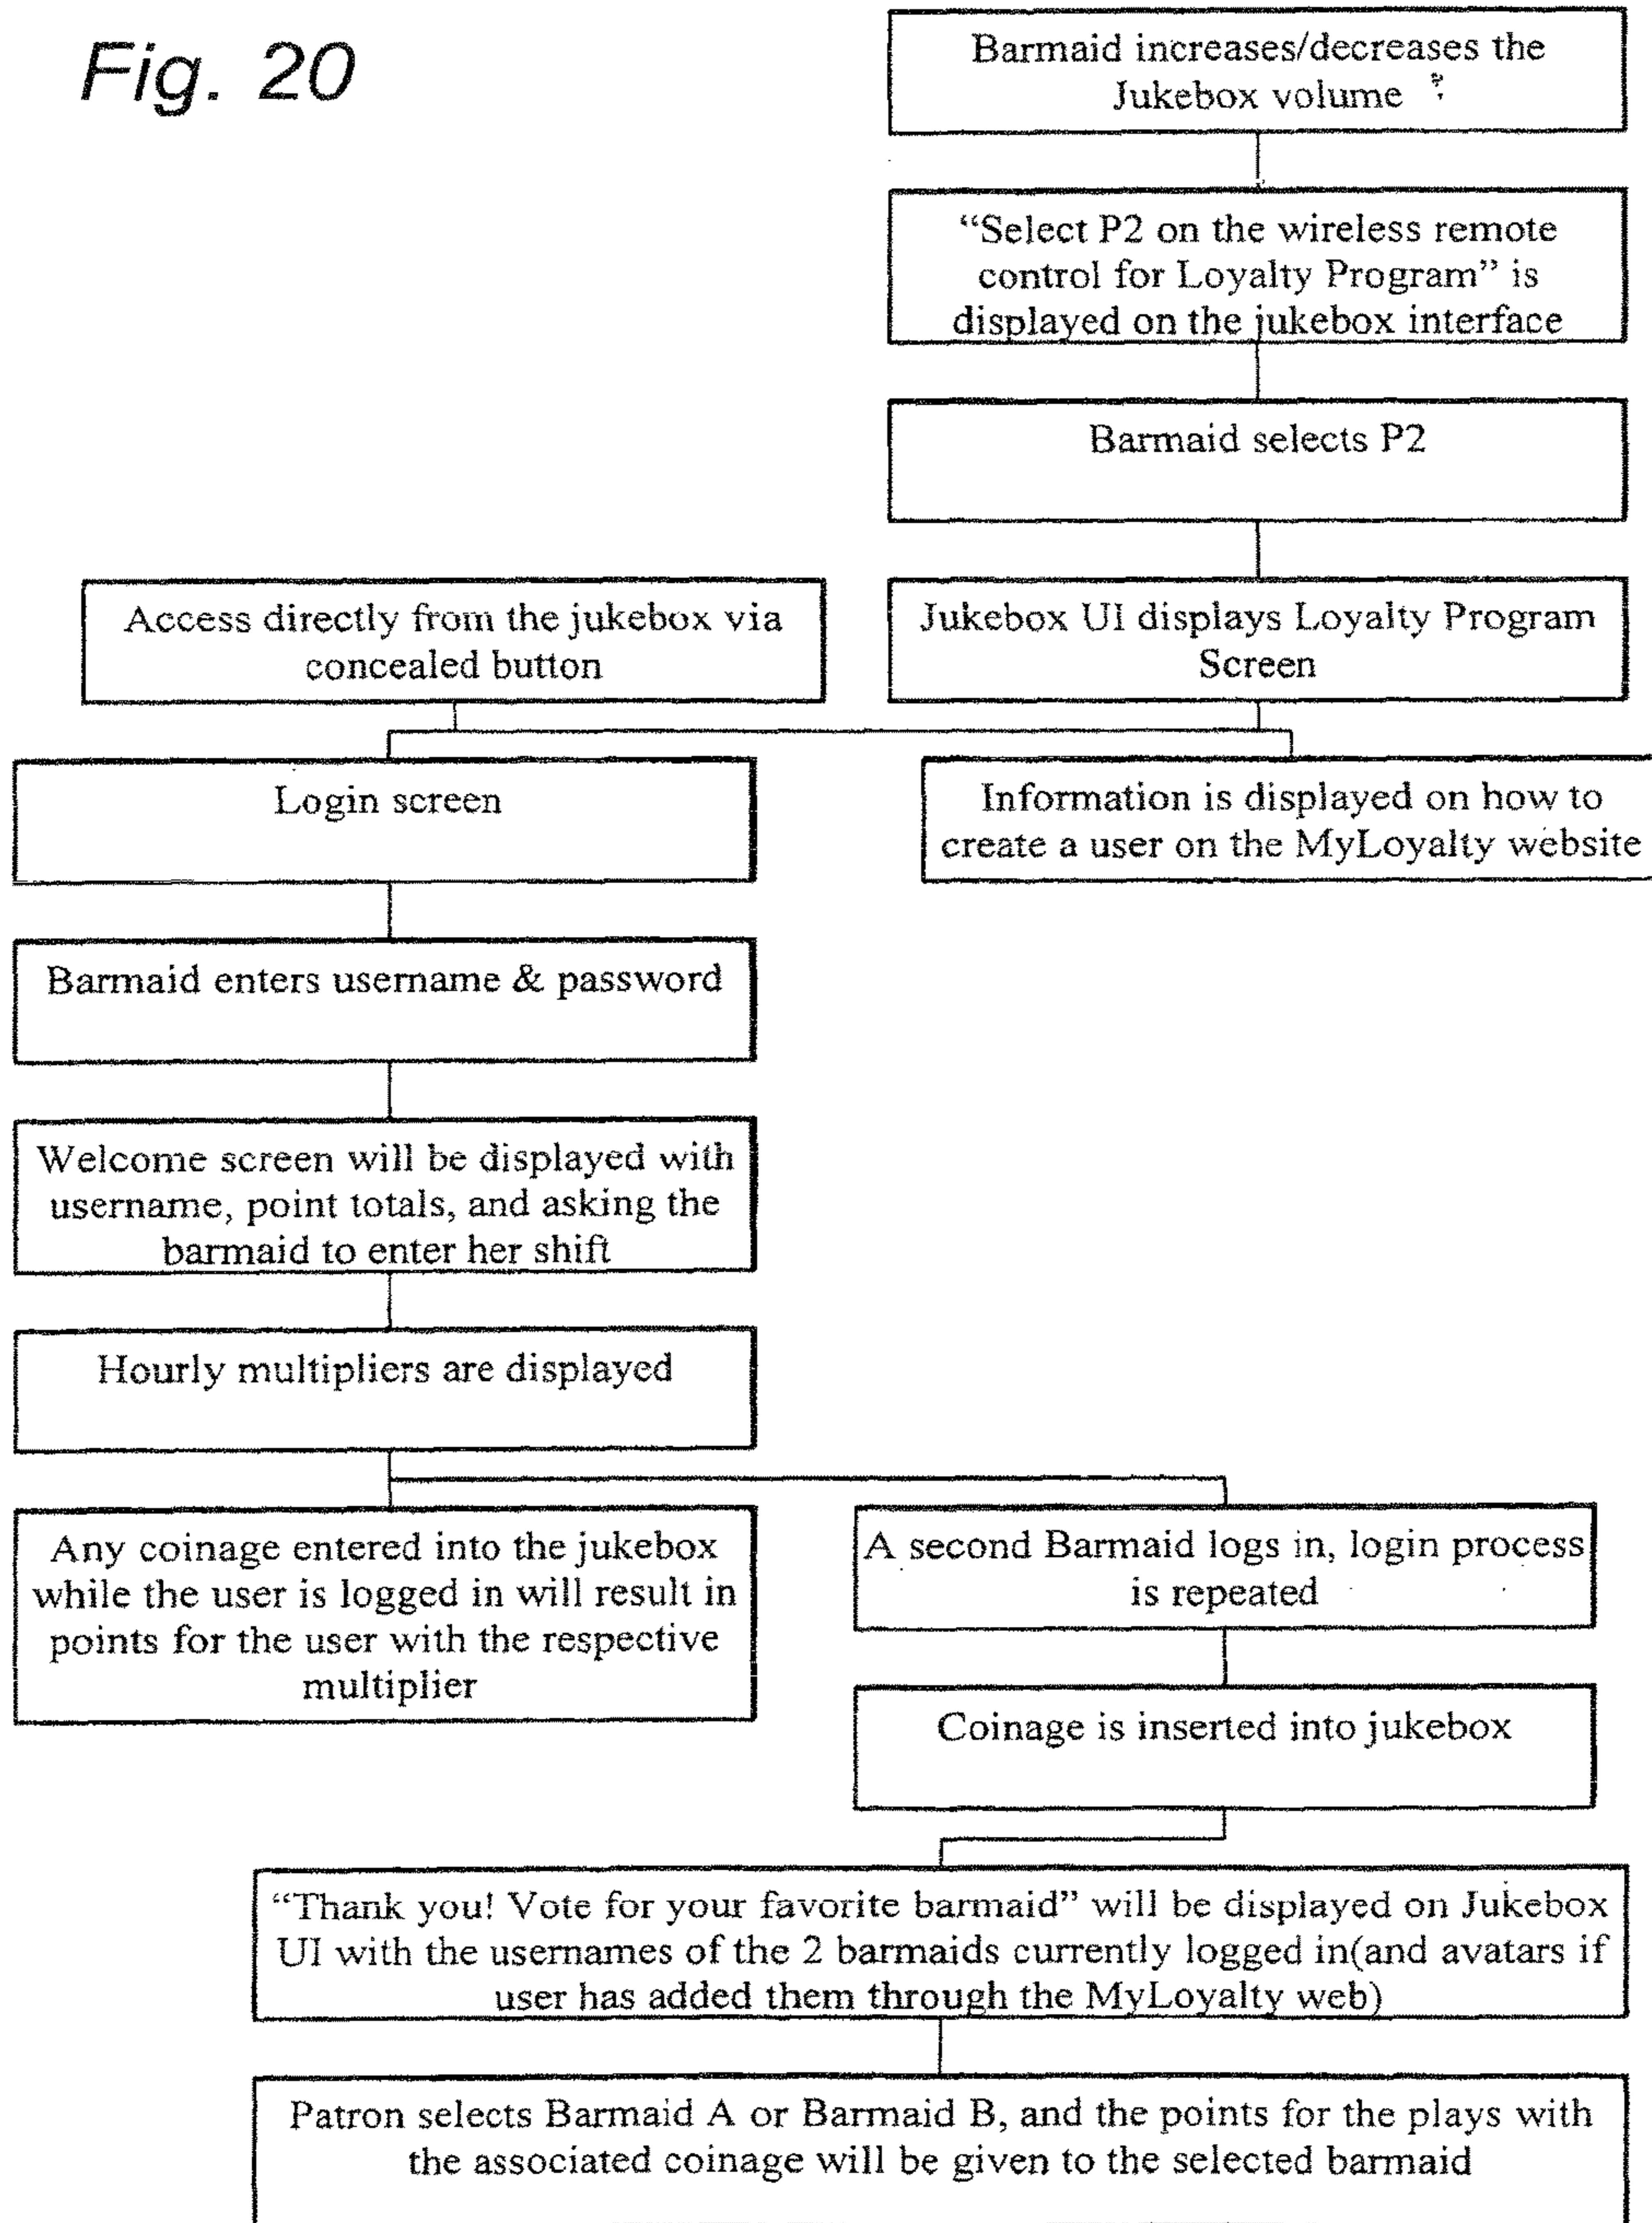 Fig. 20
Barmaid increases/decreases the
Jukebox volume
“Select P2 on the wireless remote
control for Loyalty Program” is
displayed on the jukebox interface
Barmaid selects P2
Access directly from the jukebox via
concealed button
Jukebox UI displays Loyalty Program
Screen
Login screen
Information is displayed on how to
create a user on the MyLoyalty website
Barmaid enters username & password
Welcome screen will be displayed with
username, point totals, and asking the
barmaid to enter her shift
Hourly multipliers are displayed
Any coinage entered into the jukebox
while the user is logged in will result in
points for the user with the respective
multiplier
A second Barmaid logs in, login process
is repeated
Coinage is inserted into jukebox
“Thank you! Vote for your favorite barmaid” will be displayed on Jukebox
UI with the usernames of the 2 barmaids currently logged in(and avatars if
user has added them through the MyLoyalty web)
Patron selects Barmaid A or Barmaid B, and the points for the plays with
the associated coinage will be given to the selected barmaid